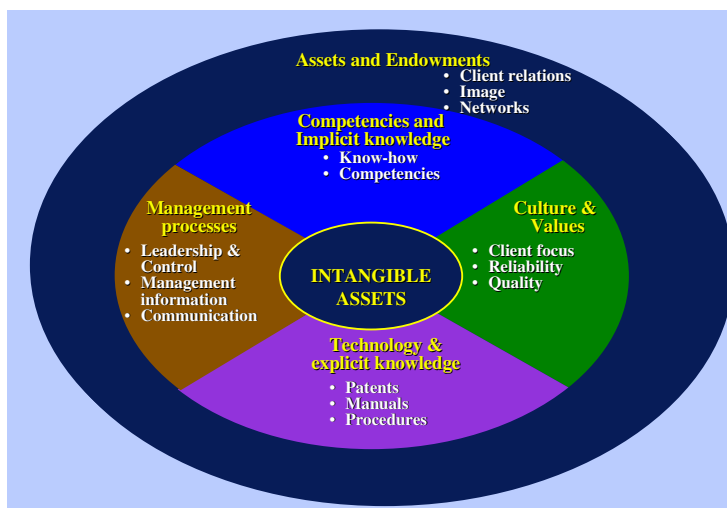 Assets and Endowments
• Client relations
• Image
• Networks
Competencies and
Implicit knowledge
• Know-how
• Competencies
Management
processes
• Leadership &
Control
• Management
information
• Communication
Culture &
Values
• Client focus
• Reliability
• Quality
INTANGIBLE
ASSETS
Technology &
explicit knowledge
• Patents
• Manuals
• Procedures